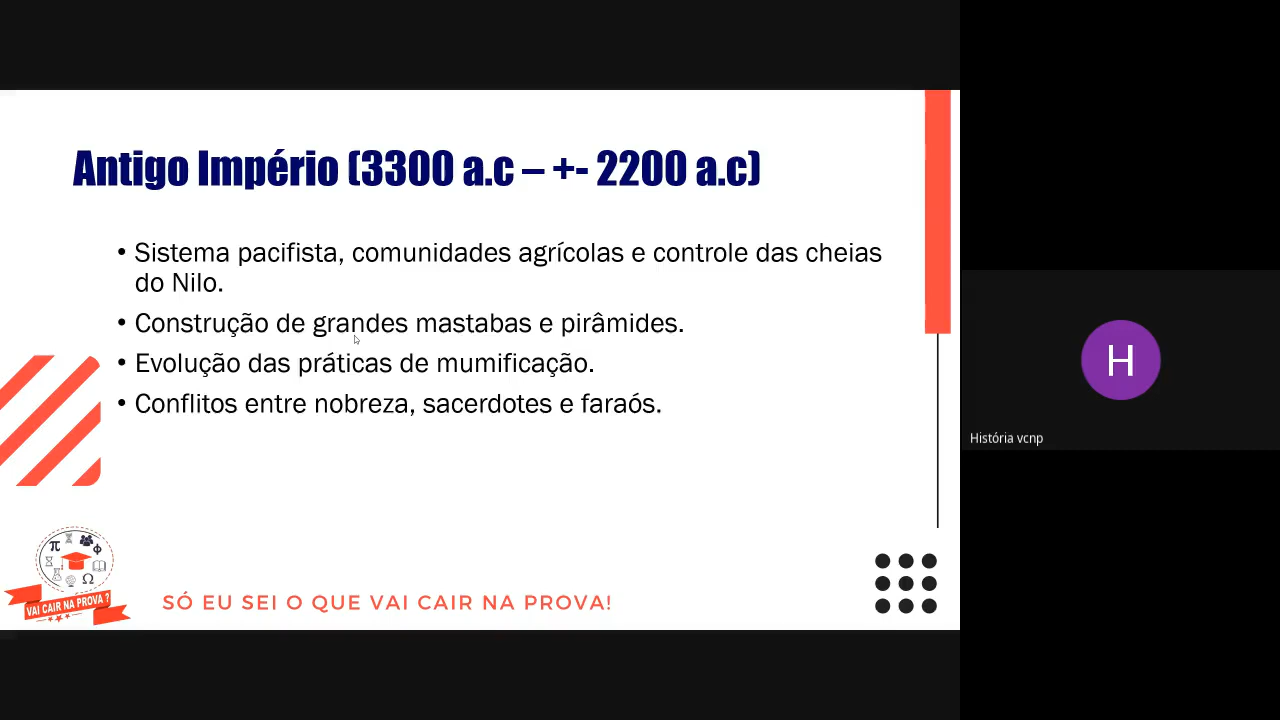 Antigo Império (3300 a.c – +- 2200 a.c)
• Sistema pacifista, comunidades agrícolas e controle das cheias
do Nilo.
• Construção de grandes mastabas e pirâmides.
• Evolução das práticas de mumificação.
• Conflitos entre nobreza, sacerdotes e faraós.
H
História vcnp
π
Φ
Ω
VAI CAIR NA PROVA ?
SÓ EU SEI O QUE VAI CAIR NA PROVA!